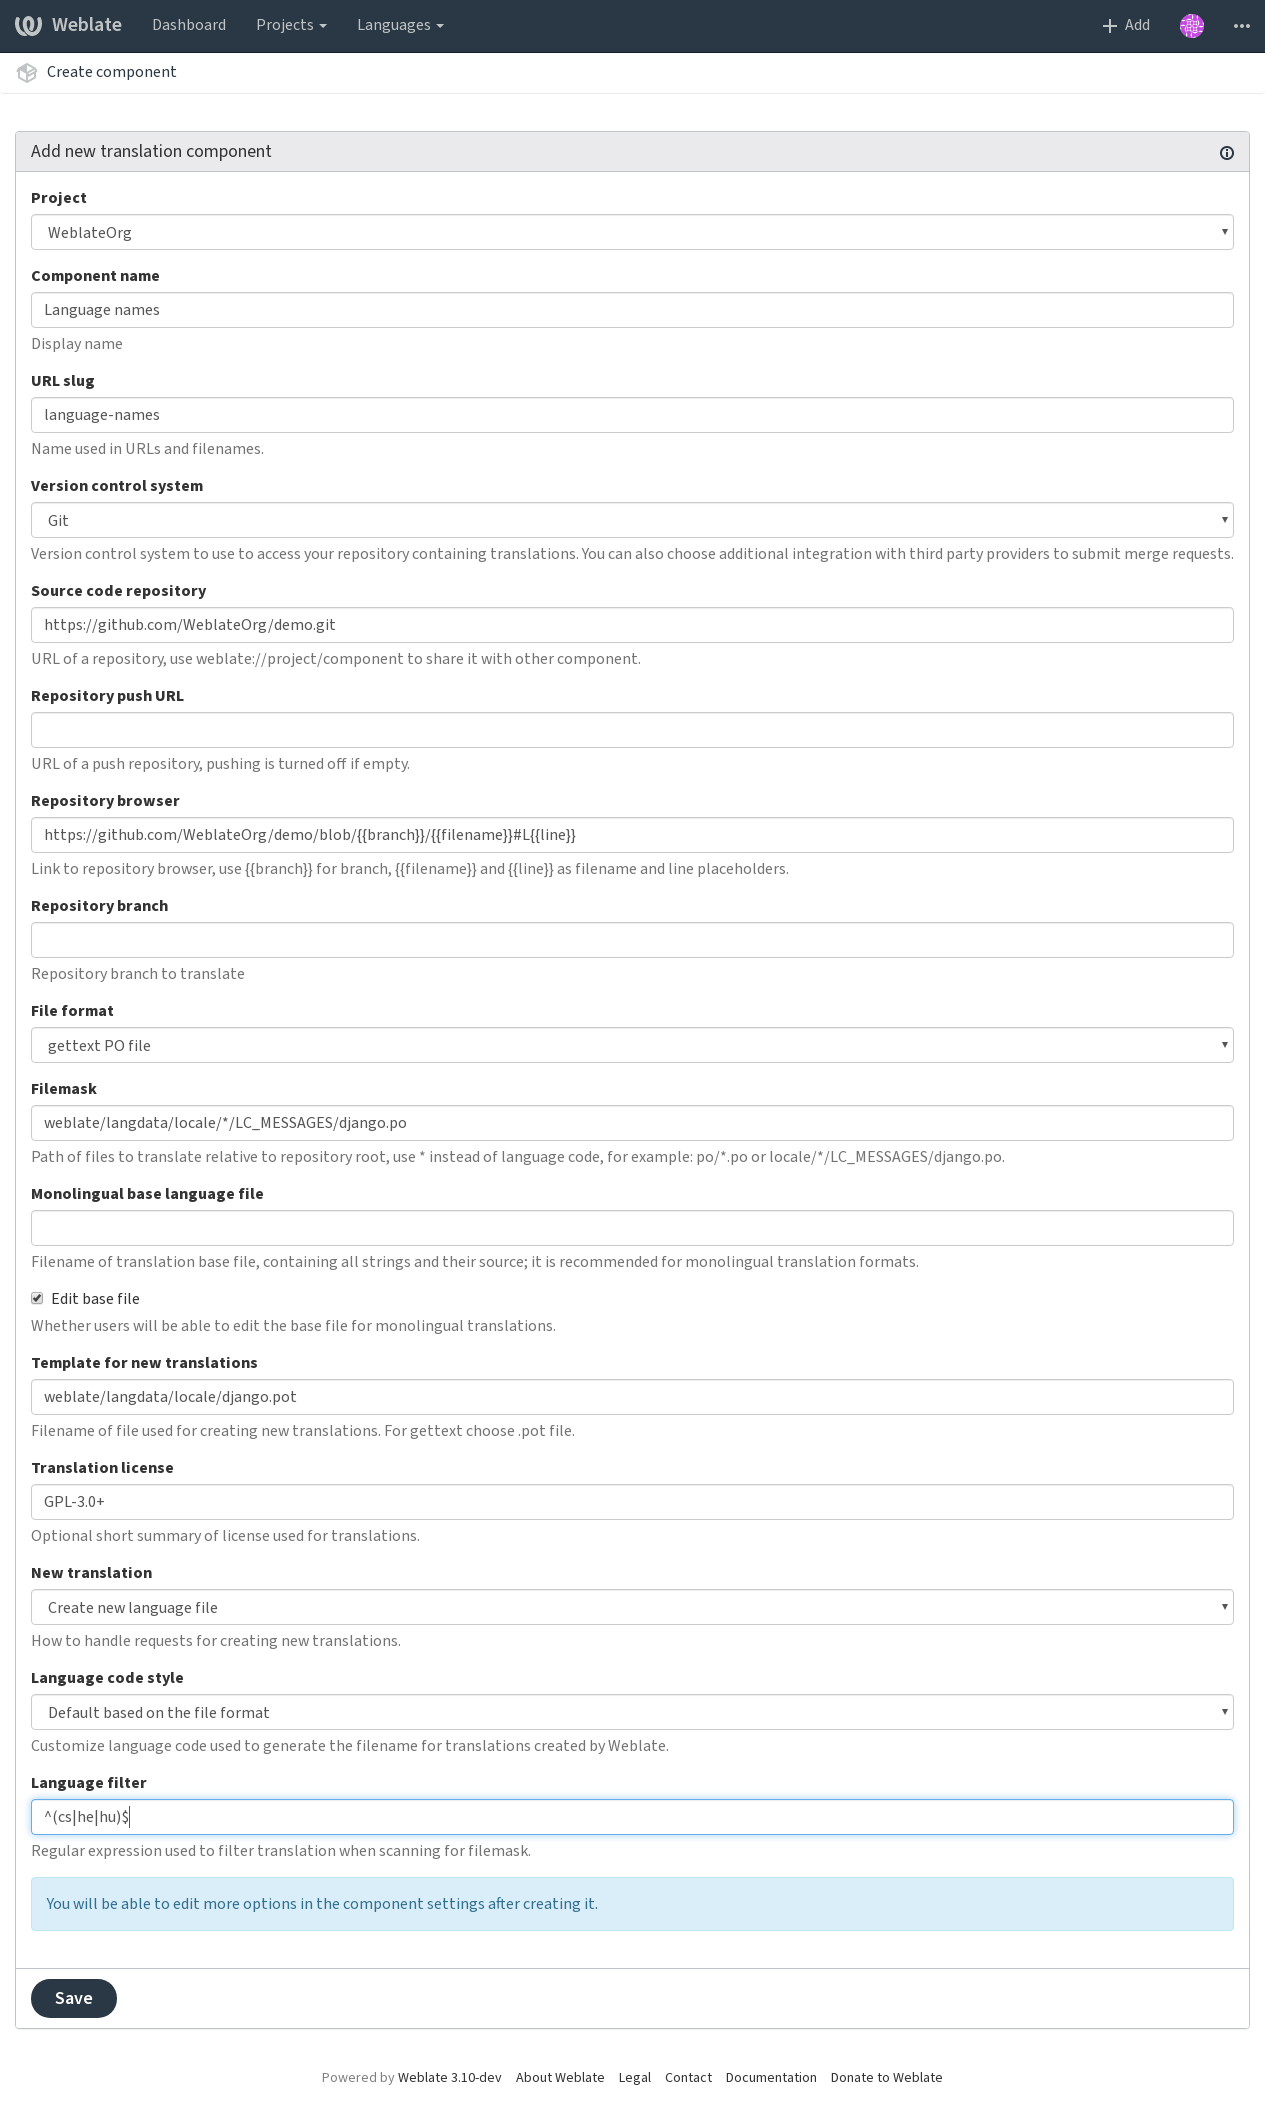 Weblate Dashboard Projects Languages Add
Create component
Add new translation component
Project
WeblateOrg
Component name
Language names
Display name
URL slug
language-names
Name used in URLs and filenames.
Version control system
Git
Version control system to use to access your repository containing translations. You can also choose additional integration with third party providers to submit merge requests.
Source code repository
https://github.com/WeblateOrg/demo.git
URL of a repository, use weblate://project/component to share it with other component.
Repository push URL
URL of a push repository, pushing is turned off if empty.
Repository browser
https://github.com/WeblateOrg/demo/blob/{{branch}}/{{filename}}#L{{line}}
Link to repository browser, use {{branch}} for branch, {{filename}} and {{line}} as filename and line placeholders.
Repository branch
Repository branch to translate
File format
gettext PO file
Filemask
weblate/langdata/locale/*/LC_MESSAGES/django.po
Path of files to translate relative to repository root, use * instead of language code, for example: po/*.po or locale/*/LC_MESSAGES/django.po.
Monolingual base language file
Filename of translation base file, containing all strings and their source; it is recommended for monolingual translation formats.
Edit base file
Whether users will be able to edit the base file for monolingual translations.
Template for new translations
weblate/langdata/locale/django.pot
Filename of file used for creating new translations. For gettext choose .pot file.
Translation license
GPL-3.0+
Optional short summary of license used for translations.
New translation
Create new language file
How to handle requests for creating new translations.
Language code style
Default based on the file format
Customize language code used to generate the filename for translations created by Weblate.
Language filter
^(cs|he|hu)$
Regular expression used to filter translation when scanning for filemask.
You will be able to edit more options in the component settings after creating it.
Save
Powered by Weblate 3.10-dev About Weblate Legal Contact Documentation Donate to Weblate